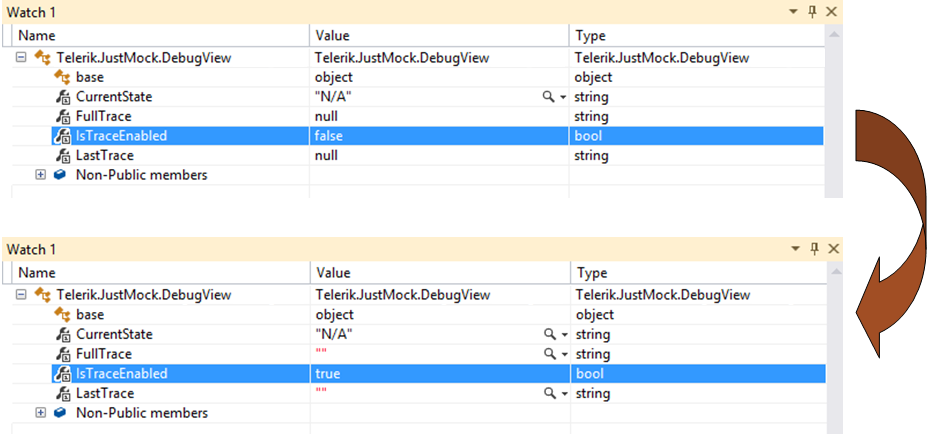 Watch 1
Name Value Type
Telerik.JustMock.DebugView Telerik.JustMock.DebugView Telerik.JustMock.DebugView
base object object
CurrentState "N/A" string
FullTrace null string
IsTraceEnabled false bool
LastTrace null string
Non-Public members
Watch 1
Name Value Type
Telerik.JustMock.DebugView Telerik.JustMock.DebugView Telerik.JustMock.DebugView
base object object
CurrentState "N/A" string
FullTrace "" string
IsTraceEnabled true bool
LastTrace "" string
Non-Public members